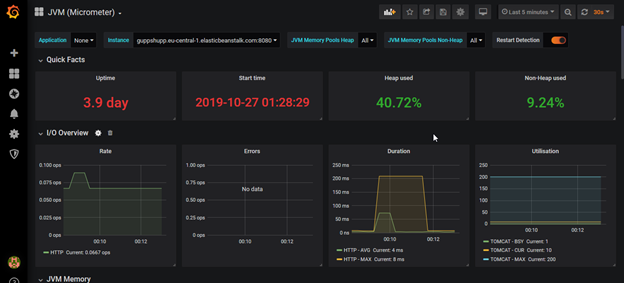 JVM (Micrometer)
Last 5 minutes
30s
Application
None
Instance
guppshupp.eu-central-1.elasticbeanstalk.com:8080
JVM Memory Pools Heap
All
JVM Memory Pools Non-Heap
All
Restart Detection
Quick Facts
Uptime
3.9 day
Start time
2019-10-27 01:28:29
Heap used
40.72%
Non-Heap used
9.24%
I/O Overview
Rate
0.100 ops
0.075 ops
0.050 ops
0.025 ops
0 ops
00:10
00:12
HTTP Current: 0.0667 ops
Errors
1.00 ops
0.75 ops
0.50 ops
0.25 ops
0 ops
No data
00:10
00:12
Duration
250 ms
200 ms
150 ms
100 ms
50 ms
0 ms
00:10
00:12
HTTP - AVG Current: 4 ms
HTTP - MAX Current: 8 ms
Utilisation
250
200
150
100
50
0
00:10
00:12
TOMCAT - BSY Current: 1
TOMCAT - CUR Current: 10
TOMCAT - MAX Current: 200
JVM Memory